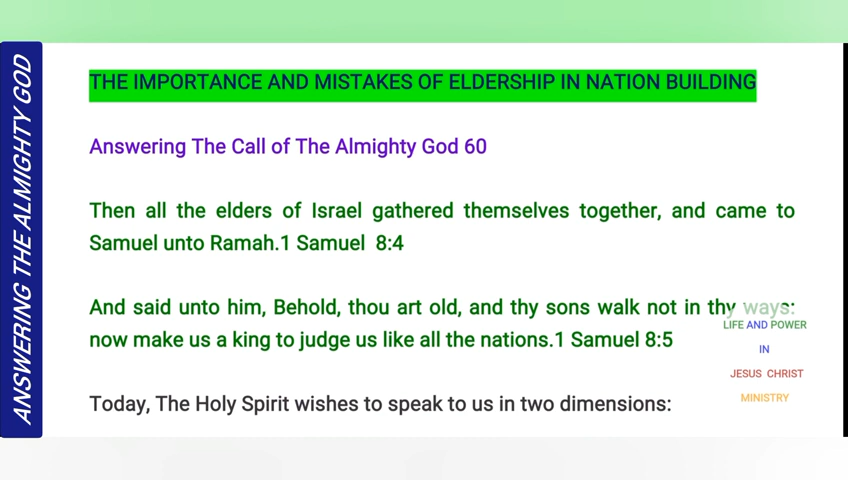 ANSWERING THE ALMIGHTY GOD
THE IMPORTANCE AND MISTAKES OF ELDERSHIP IN NATION BUILDING
Answering The Call of The Almighty God 60
Then all the elders of Israel gathered themselves together, and came to
Samuel unto Ramah.1 Samuel 8:4
And said unto him, Behold, thou art old, and thy sons walk not in thy ways:
now make us a king to judge us like all the nations.1 Samuel 8:5
Today, The Holy Spirit wishes to speak to us in two dimensions:
LIFE AND POWER
IN
JESUS CHRIST
MINISTRY